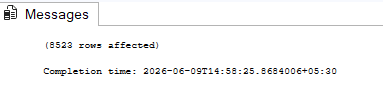 Messages
(8523 rows affected)
Completion time: 2026-06-09T14:58:25.8684006+05:30